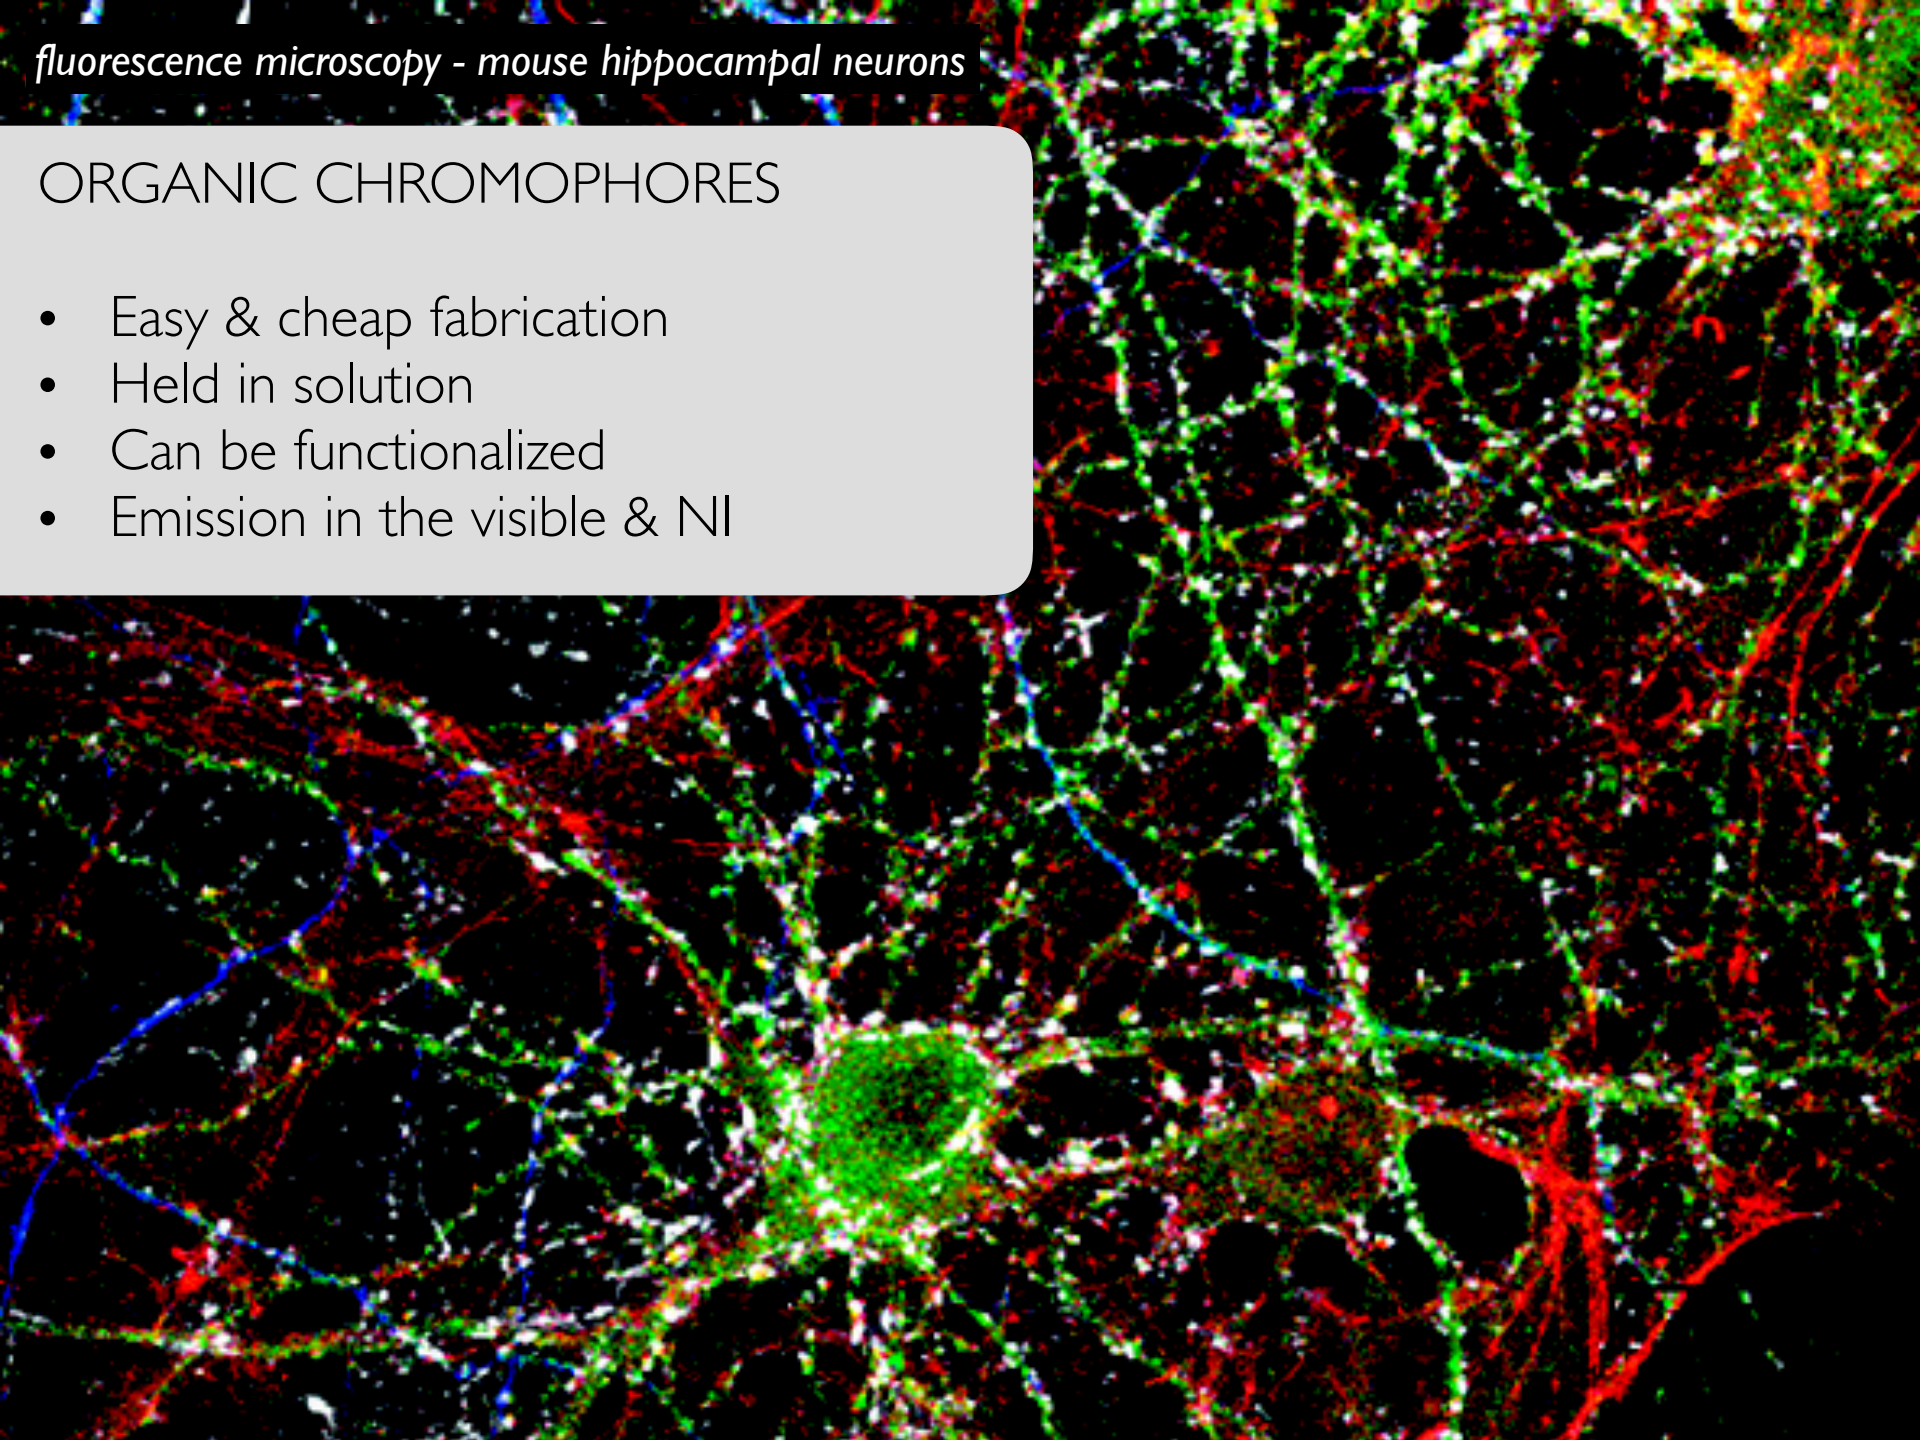 fluorescence microscopy - mouse hippocampal neurons
ORGANIC CHROMOPHORES
• Easy & cheap fabrication
• Held in solution
• Can be functionalized
• Emission in the visible & NI